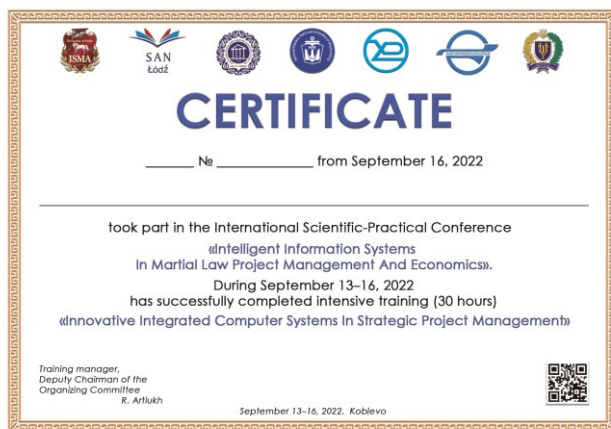 ISMA
SAN
Łódź
CERTIFICATE
_______ № _____________ from September 16, 2022
took part in the International Scientific-Practical Conference
«Intelligent Information Systems
In Martial Law Project Management And Economics».
During September 13–16, 2022
has successfully completed intensive training (30 hours)
«Innovative Integrated Computer Systems In Strategic Project Management»
Training manager,
Deputy Chairman of the
Organizing Committee
R. Artiukh
September 13–16, 2022. Koblevo